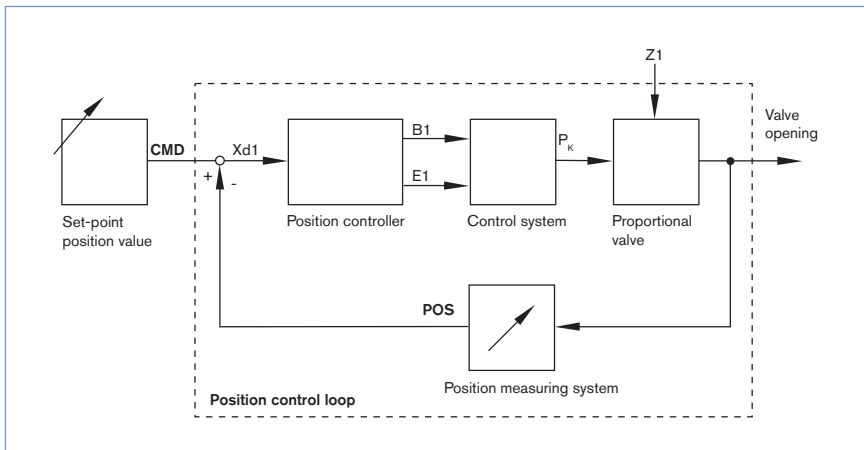 Z1
Valve
opening
CMD
Xd1
B1
E1
P_K
+
-
Set-point
position value
Position controller
Control system
Proportional
valve
POS
Position measuring system
Position control loop